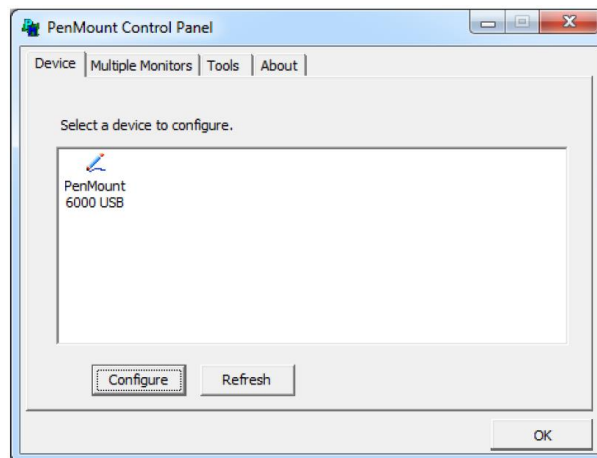 PenMount Control Panel
Device Multiple Monitors Tools About
Select a device to configure.
PenMount
6000 USB
Configure Refresh
OK